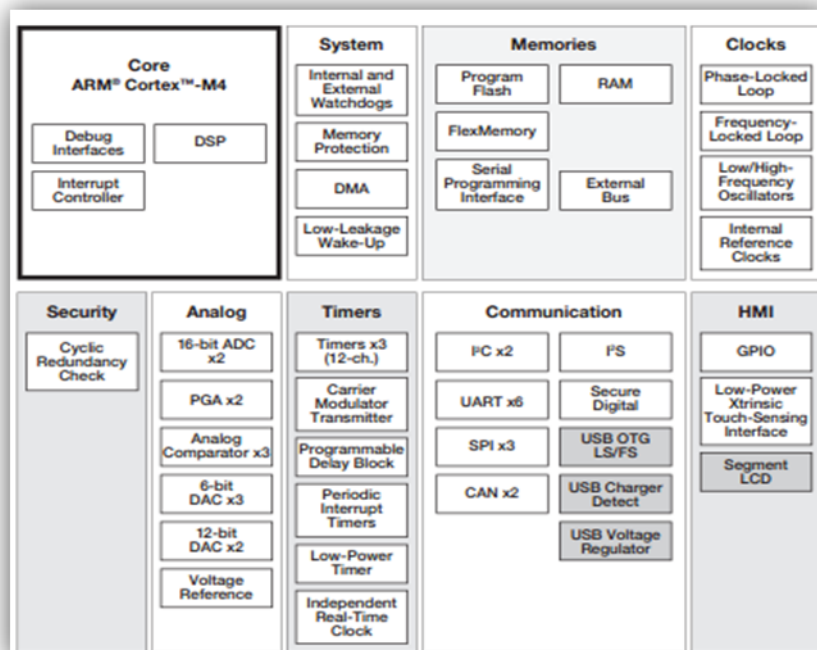 Core
ARM® Cortex™-M4
Debug
Interfaces
DSP
Interrupt
Controller
System
Internal and
External
Watchdogs
Memory
Protection
DMA
Low-Leakage
Wake-Up
Memories
Program
Flash
RAM
FlexMemory
Serial
Programming
Interface
External
Bus
Clocks
Phase-Locked
Loop
Frequency-
Locked Loop
Low/High-
Frequency
Oscillators
Internal
Reference
Clocks
Security
Cyclic
Redundancy
Check
Analog
16-bit ADC
x2
PGA x2
Analog
Comparator x3
6-bit
DAC x3
12-bit
DAC x2
Voltage
Reference
Timers
Timers x3
(12-ch.)
Carrier
Modulator
Transmitter
Programmable
Delay Block
Periodic
Interrupt
Timers
Low-Power
Timer
Independent
Real-Time
Clock
Communication
I²C x2
I²S
UART x6
Secure
Digital
SPI x3
USB OTG
LS/FS
CAN x2
USB Charger
Detect
USB Voltage
Regulator
HMI
GPIO
Low-Power
Xtrinsic
Touch-Sensing
Interface
Segment
LCD